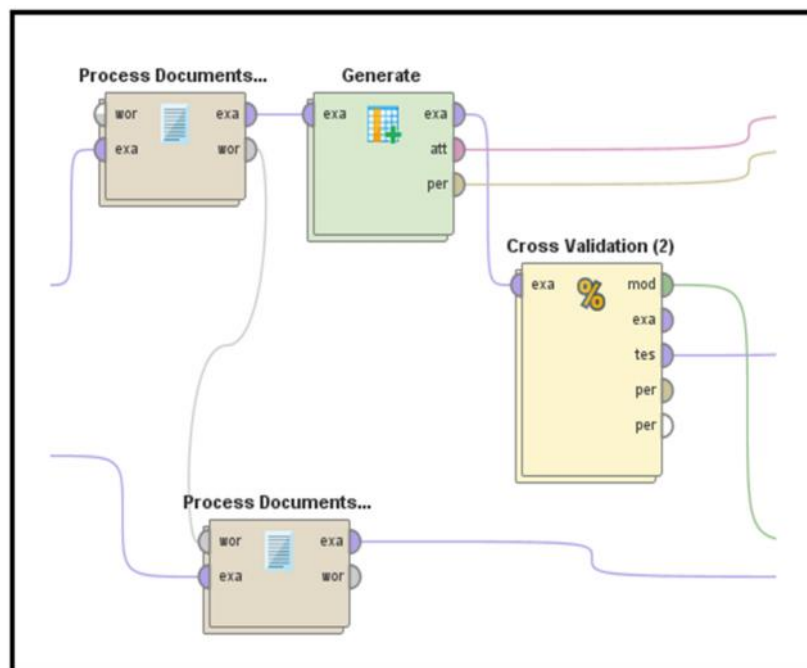 Process Documents...
Generate
wor
exa
exa
exa
exa
wor
att
per
Cross Validation (2)
exa
mod
exa
tes
per
per
Process Documents...
wor
exa
exa
wor